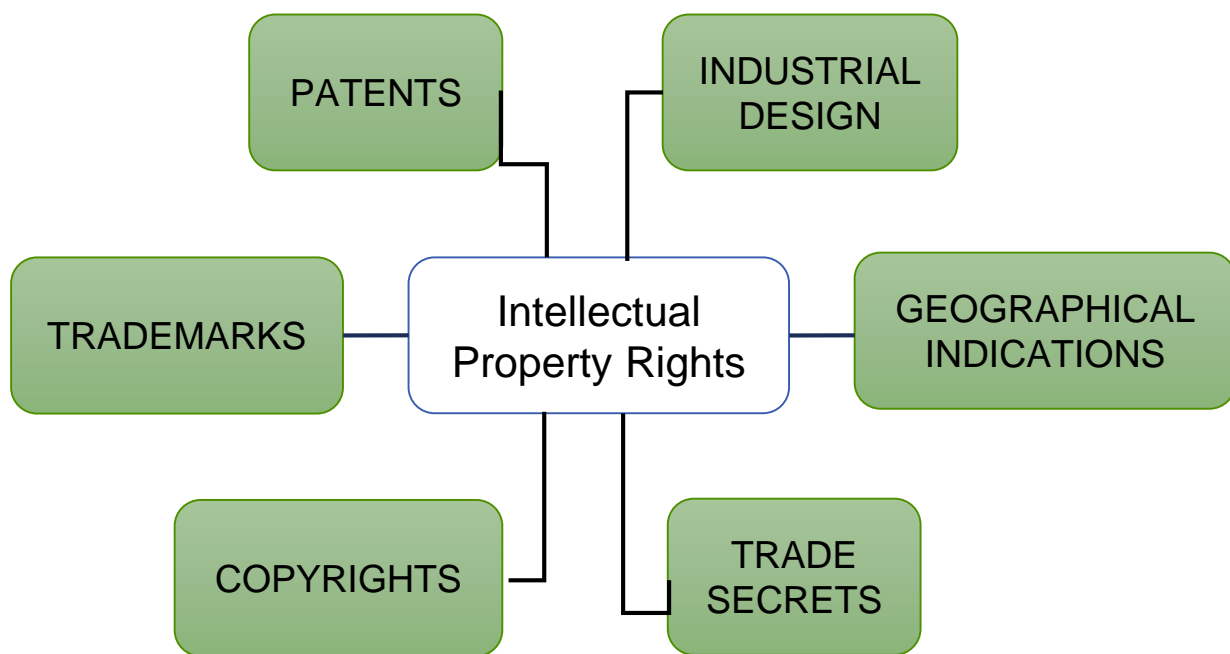 PATENTS
INDUSTRIAL
DESIGN
TRADEMARKS
Intellectual
Property Rights
GEOGRAPHICAL
INDICATIONS
COPYRIGHTS
TRADE
SECRETS